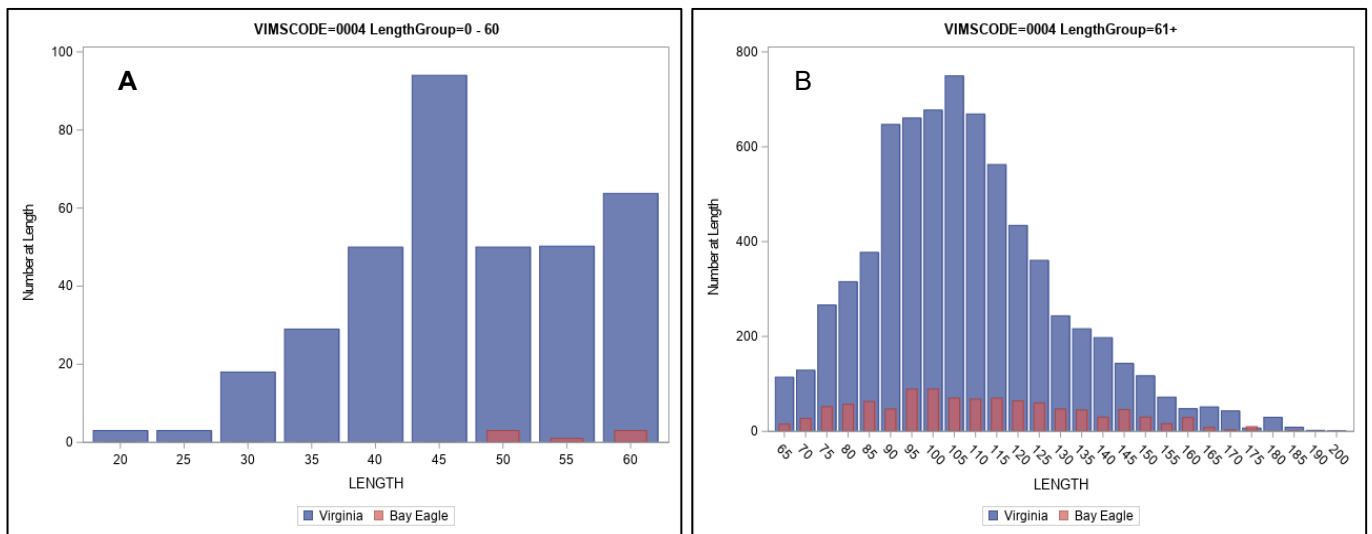 VIMSCODE=0004 LengthGroup=0 - 60
A
100
80
60
40
20
0
Number at Length
20 25 30 35 40 45 50 55 60
LENGTH
Virginia Bay Eagle
VIMSCODE=0004 LengthGroup=61+
B
800
600
400
200
0
Number at Length
65 70 75 80 85 90 95 100 105 110 115 120 125 130 135 140 145 150 155 160 165 170 175 180 185 190 200
LENGTH
Virginia Bay Eagle